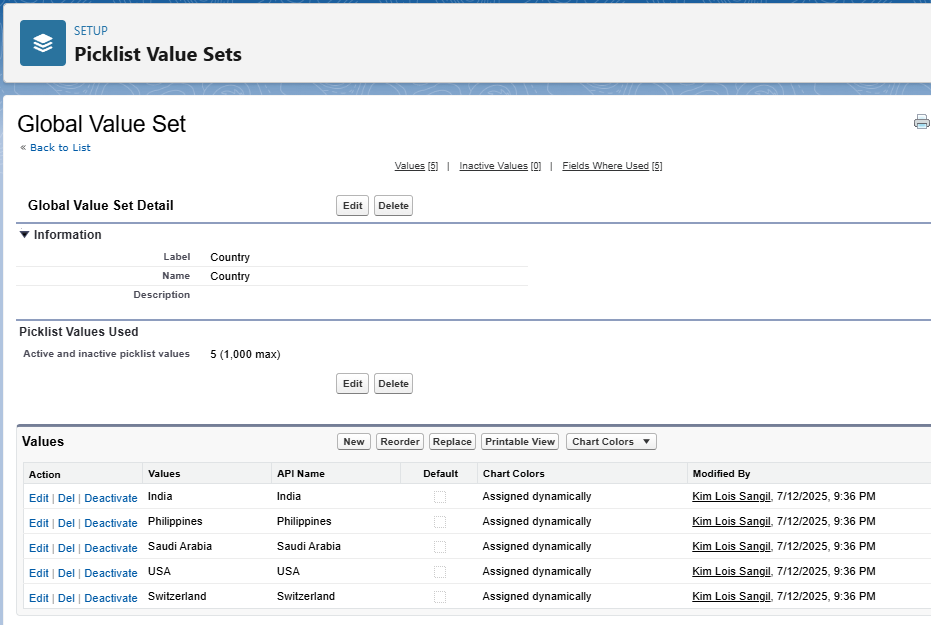 SETUP
Picklist Value Sets
Global Value Set
« Back to List
Values [5] | Inactive Values [0] | Fields Where Used [5]
Global Value Set Detail Edit Delete
Information
Label Country
Name Country
Description
Picklist Values Used
Active and inactive picklist values 5 (1,000 max)
Edit Delete
Values New Reorder Replace Printable View Chart Colors
Action Values API Name Default Chart Colors Modified By
Edit | Del | Deactivate India India Assigned dynamically Kim Lois Sangil, 7/12/2025, 9:36 PM
Edit | Del | Deactivate Philippines Philippines Assigned dynamically Kim Lois Sangil, 7/12/2025, 9:36 PM
Edit | Del | Deactivate Saudi Arabia Saudi Arabia Assigned dynamically Kim Lois Sangil, 7/12/2025, 9:36 PM
Edit | Del | Deactivate USA USA Assigned dynamically Kim Lois Sangil, 7/12/2025, 9:36 PM
Edit | Del | Deactivate Switzerland Switzerland Assigned dynamically Kim Lois Sangil, 7/12/2025, 9:36 PM